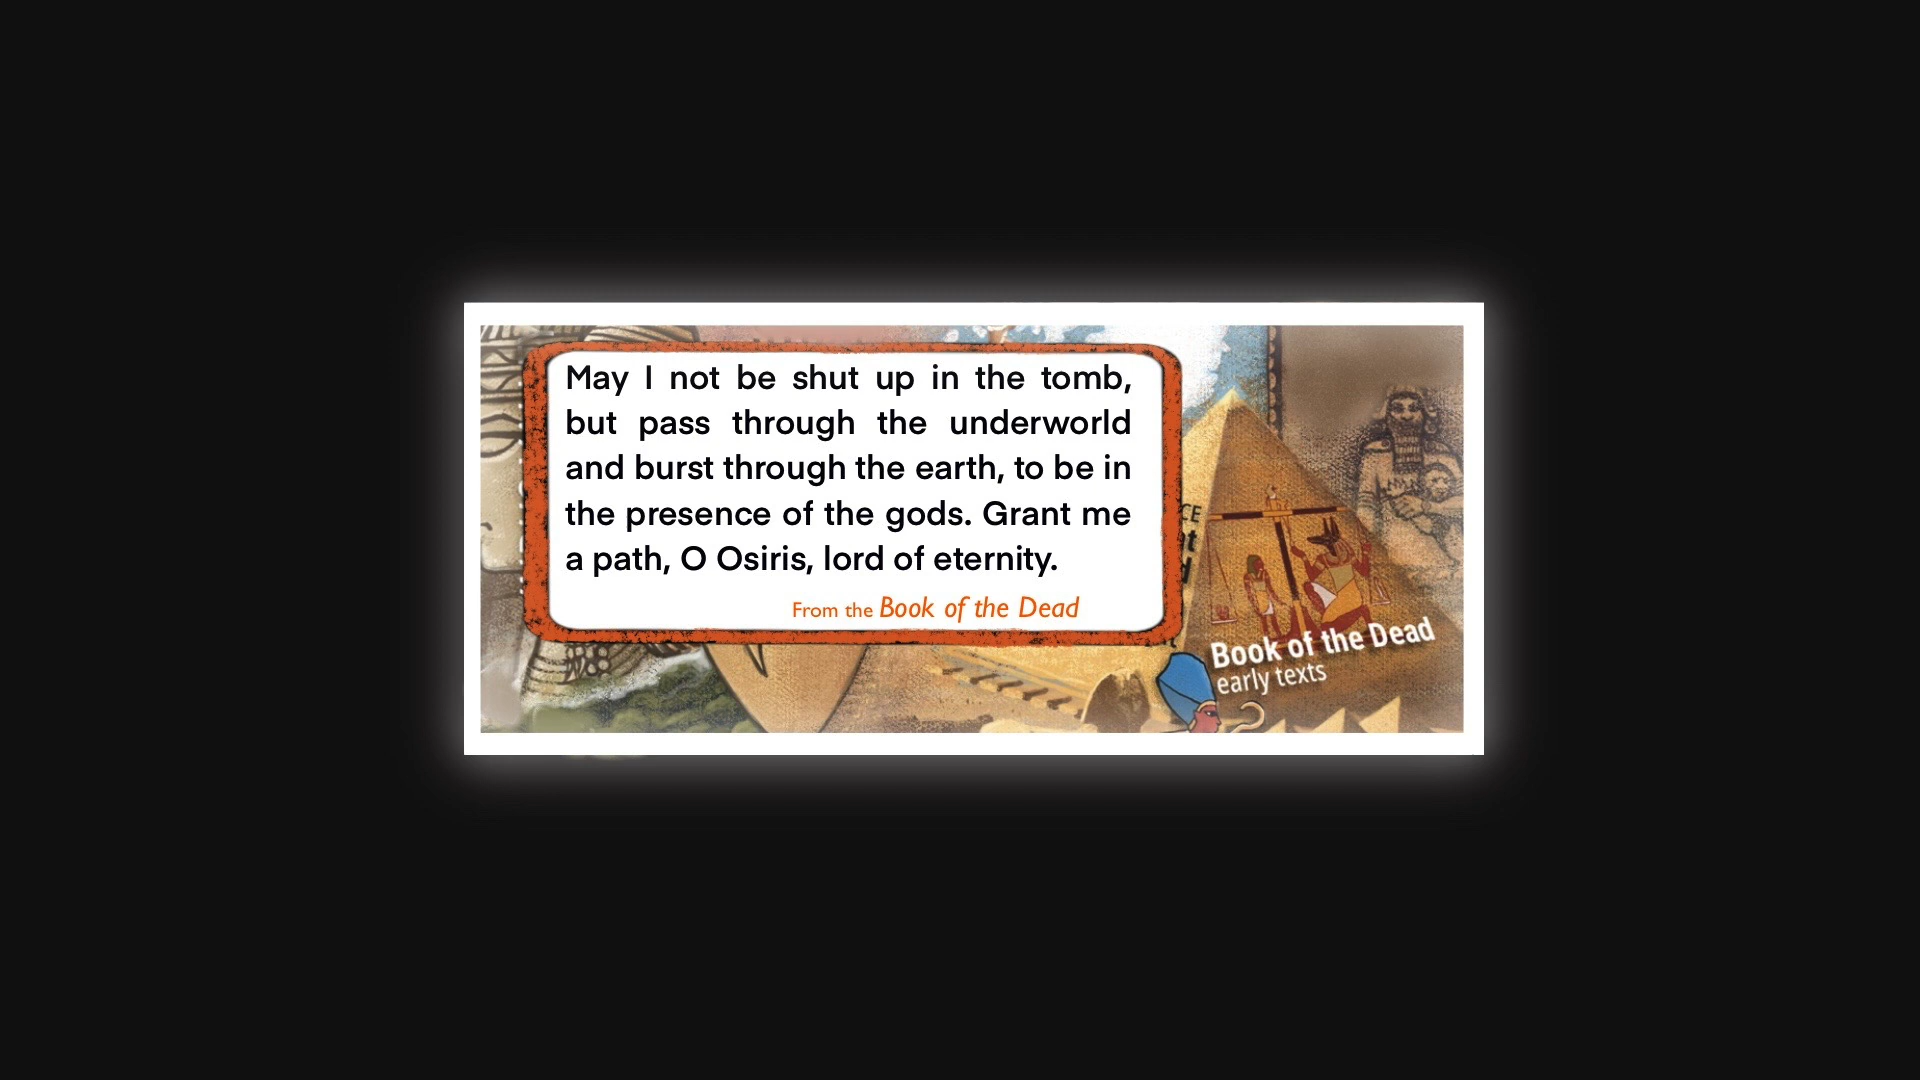 May I not be shut up in the tomb,
but pass through the underworld
and burst through the earth, to be in
the presence of the gods. Grant me
a path, O Osiris, lord of eternity.
From the Book of the Dead
CE
Book of the Dead
early texts